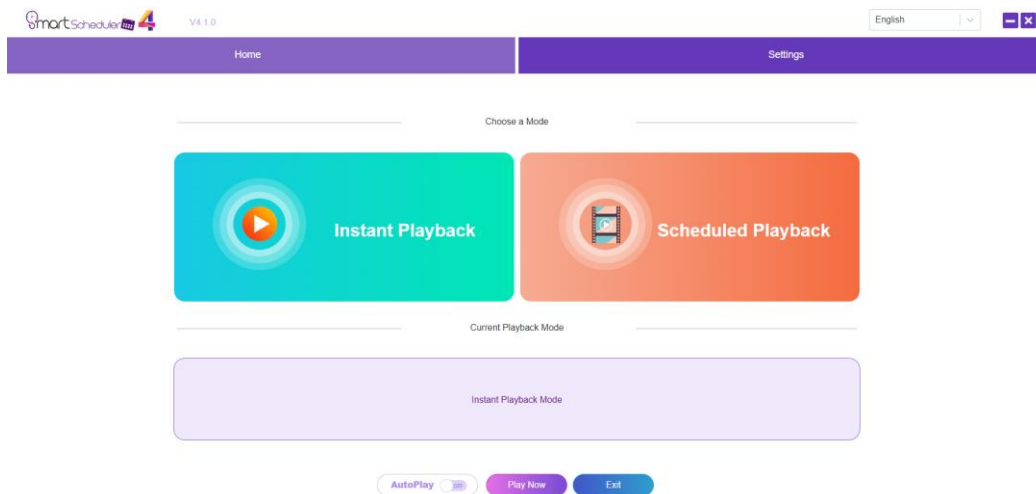 Smart Scheduler 4 V4.1.0 English
Home Settings
Choose a Mode
Instant Playback Scheduled Playback
Current Playback Mode
Instant Playback Mode
AutoPlay Play Now Exit